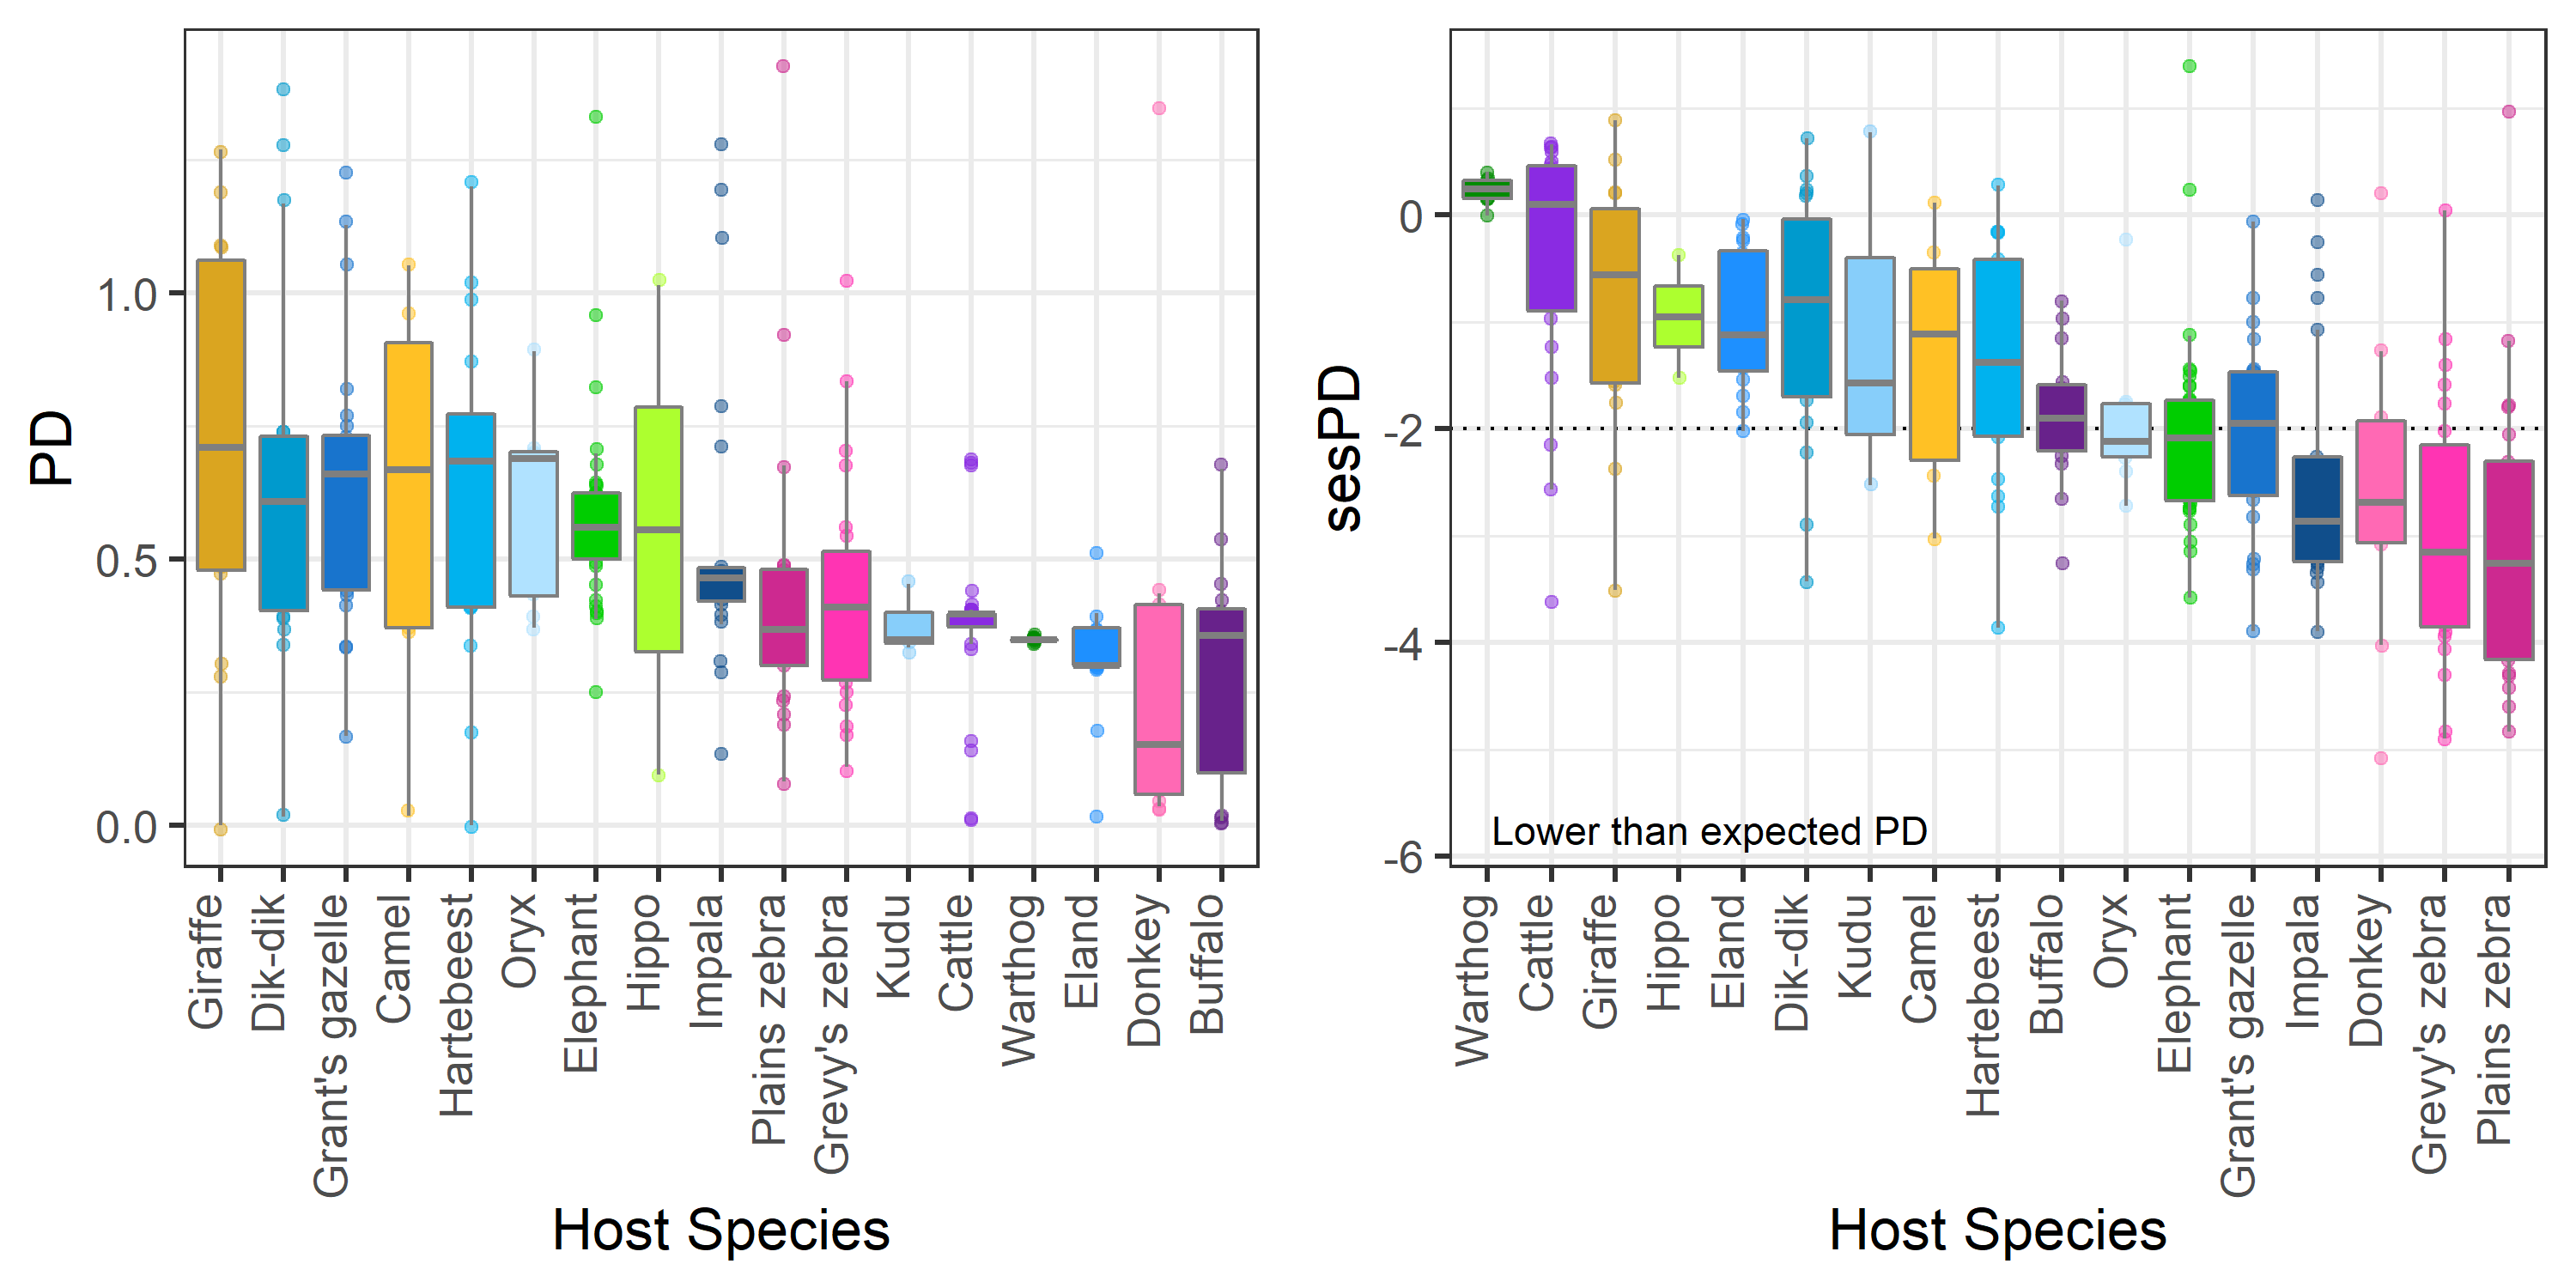 PD
1.0
0.5
0.0
Giraffe
Dik-dik
Grant's gazelle
Camel
Hartebeest
Oryx
Elephant
Hippo
Impala
Plains zebra
Grevy's zebra
Kudu
Cattle
Warthog
Eland
Donkey
Buffalo
Host Species
sesPD
0
-2
-4
-6
Lower than expected PD
Warthog
Cattle
Giraffe
Hippo
Eland
Dik-dik
Kudu
Camel
Hartebeest
Buffalo
Oryx
Elephant
Grant's gazelle
Impala
Donkey
Grevy's zebra
Plains zebra
Host Species